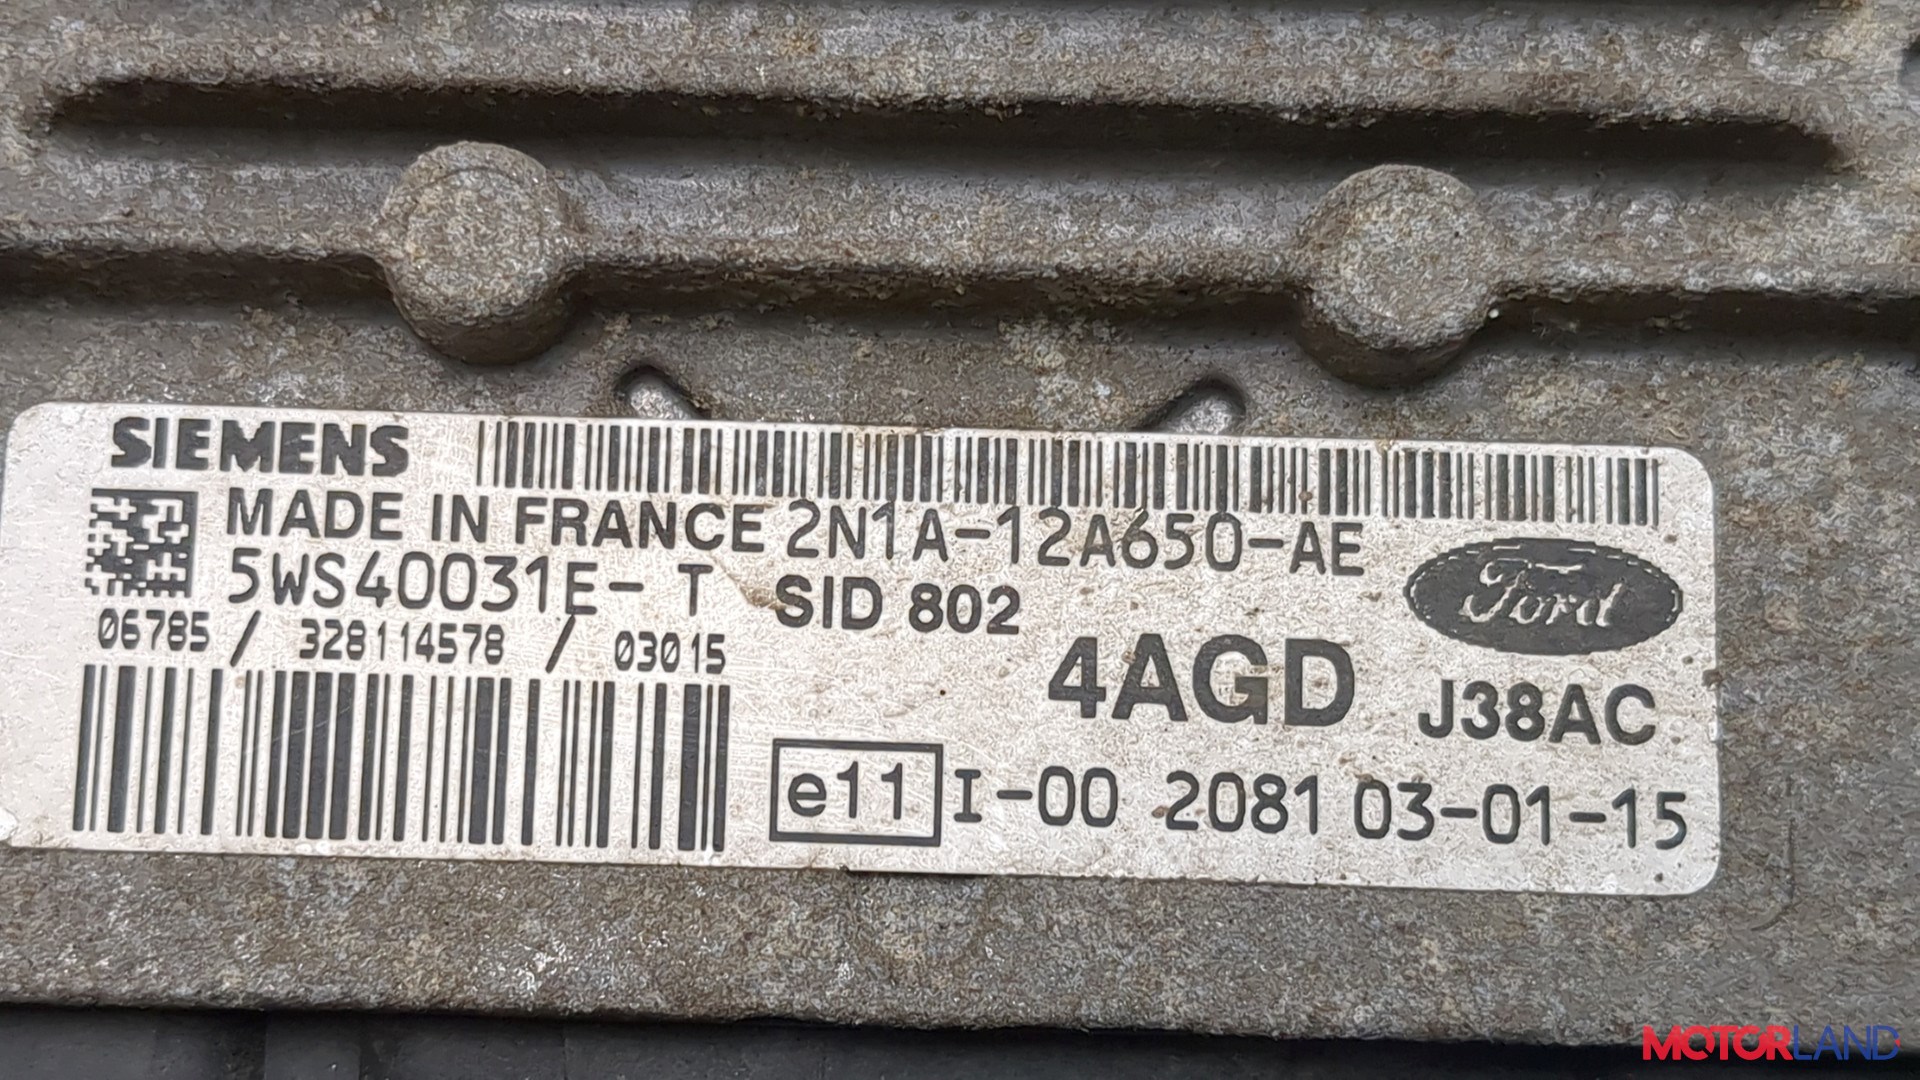 SIEMENS
MADE IN FRANCE 2N1A-12A650-AE
5WS40031E- T SID 802
Ford
06785 / 328114578 / 03015
4AGD J38AC
e11 I-00 2081 03-01-15
MOTORLAND